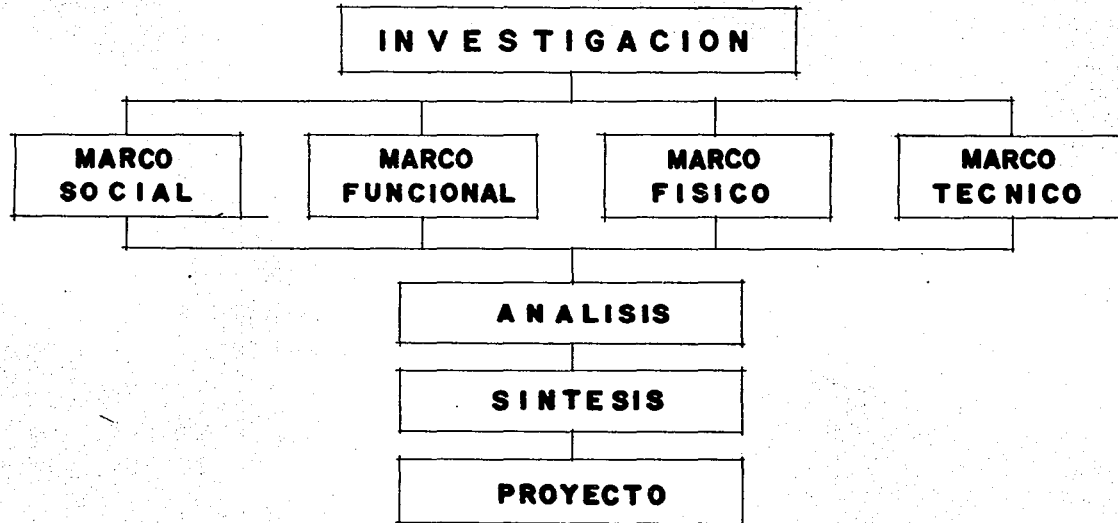 INVESTIGACION
MARCO
SOCIAL
MARCO
FUNCIONAL
MARCO
FISICO
MARCO
TECNICO
ANALISIS
SINTESIS
PROYECTO